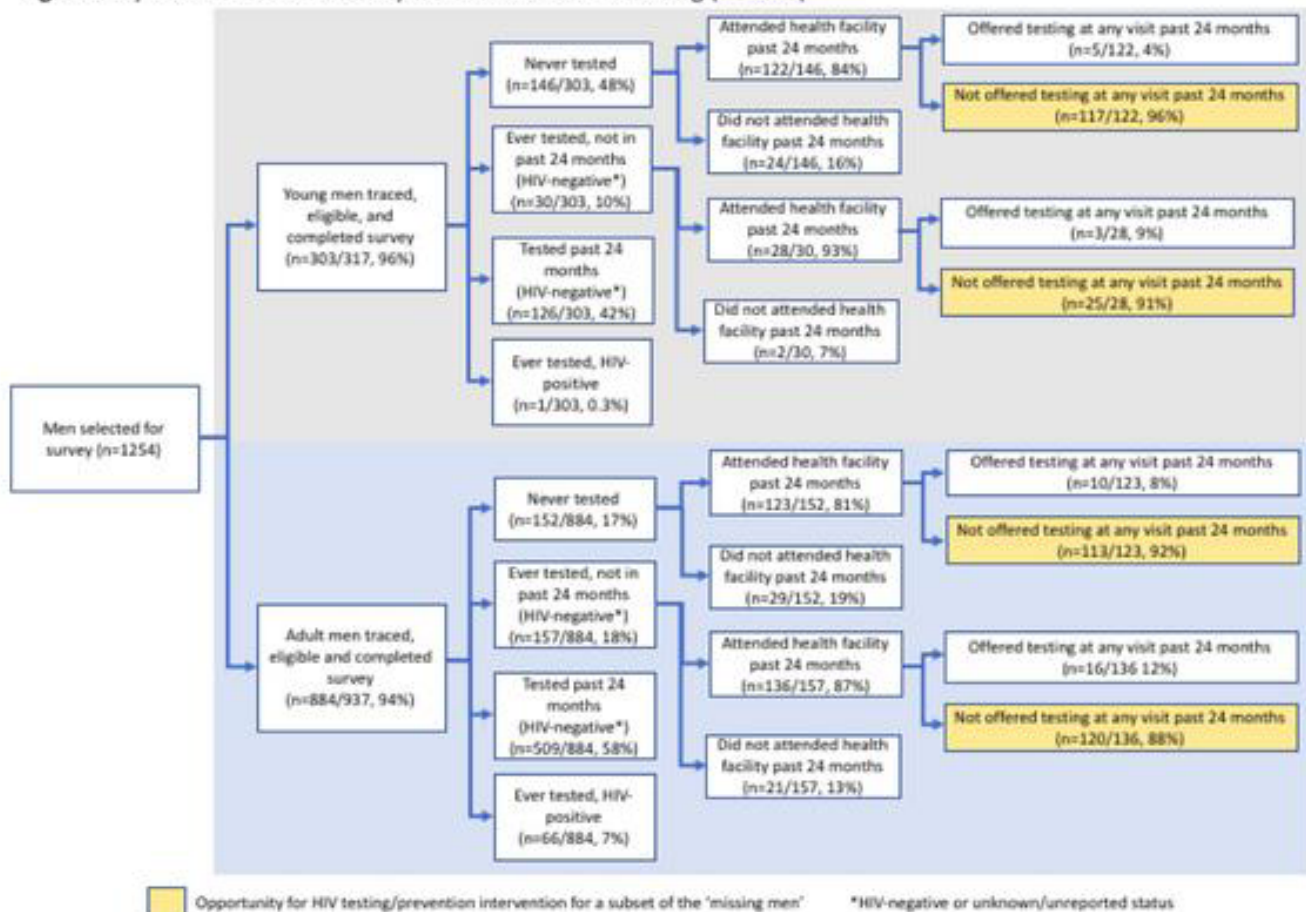 Men selected for
survey (n=1254)
Young men traced,
eligible, and
completed survey
(n=303/317, 96%)
Never tested
(n=146/303, 48%)
Ever tested, not in
past 24 months
(HIV-negative*)
(n=30/303, 10%)
Tested past 24
months
(HIV-negative*)
(n=126/303, 42%)
Ever tested, HIV-
positive
(n=1/303, 0.3%)
Attended health facility
past 24 months
(n=122/146, 84%)
Did not attended health
facility past 24 months
(n=24/146, 16%)
Attended health facility
past 24 months
(n=28/30, 93%)
Did not attended health
facility past 24 months
(n=2/30, 7%)
Offered testing at any visit past 24 months
(n=5/122, 4%)
Not offered testing at any visit past 24 months
(n=117/122, 96%)
Offered testing at any visit past 24 months
(n=3/28, 9%)
Not offered testing at any visit past 24 months
(n=25/28, 91%)
Adult men traced,
eligible and completed
survey
(n=884/937, 94%)
Never tested
(n=152/884, 17%)
Ever tested, not in
past 24 months
(HIV-negative*)
(n=157/884, 18%)
Tested past 24
months
(HIV-negative*)
(n=509/884, 58%)
Ever tested, HIV-
positive
(n=66/884, 7%)
Attended health facility
past 24 months
(n=123/152, 81%)
Did not attended health
facility past 24 months
(n=29/152, 19%)
Attended health facility
past 24 months
(n=136/157, 87%)
Did not attended health
facility past 24 months
(n=21/157, 13%)
Offered testing at any visit past 24 months
(n=10/123, 8%)
Not offered testing at any visit past 24 months
(n=113/123, 92%)
Offered testing at any visit past 24 months
(n=16/136 12%)
Not offered testing at any visit past 24 months
(n=120/136, 88%)
Opportunity for HIV testing/prevention intervention for a subset of the 'missing men'
*HIV-negative or unknown/unreported status